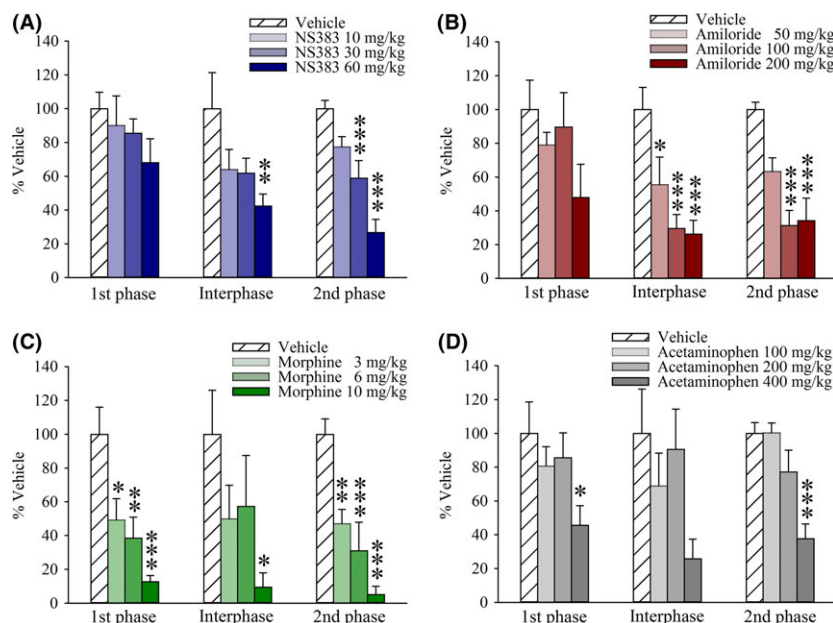 (A)
Vehicle
NS383 10 mg/kg
NS383 30 mg/kg
NS383 60 mg/kg
% Vehicle
140
120
100
80
60
40
20
0
**
***
***
1st phase
Interphase
2nd phase
(B)
Vehicle
Amiloride 50 mg/kg
Amiloride 100 mg/kg
Amiloride 200 mg/kg
% Vehicle
140
120
100
80
60
40
20
0
*
***
***
***
***
1st phase
Interphase
2nd phase
(C)
Vehicle
Morphine 3 mg/kg
Morphine 6 mg/kg
Morphine 10 mg/kg
% Vehicle
140
120
100
80
60
40
20
0
*
**
***
*
**
***
***
1st phase
Interphase
2nd phase
(D)
Vehicle
Acetaminophen 100 mg/kg
Acetaminophen 200 mg/kg
Acetaminophen 400 mg/kg
% Vehicle
140
120
100
80
60
40
20
0
*
***
1st phase
Interphase
2nd phase